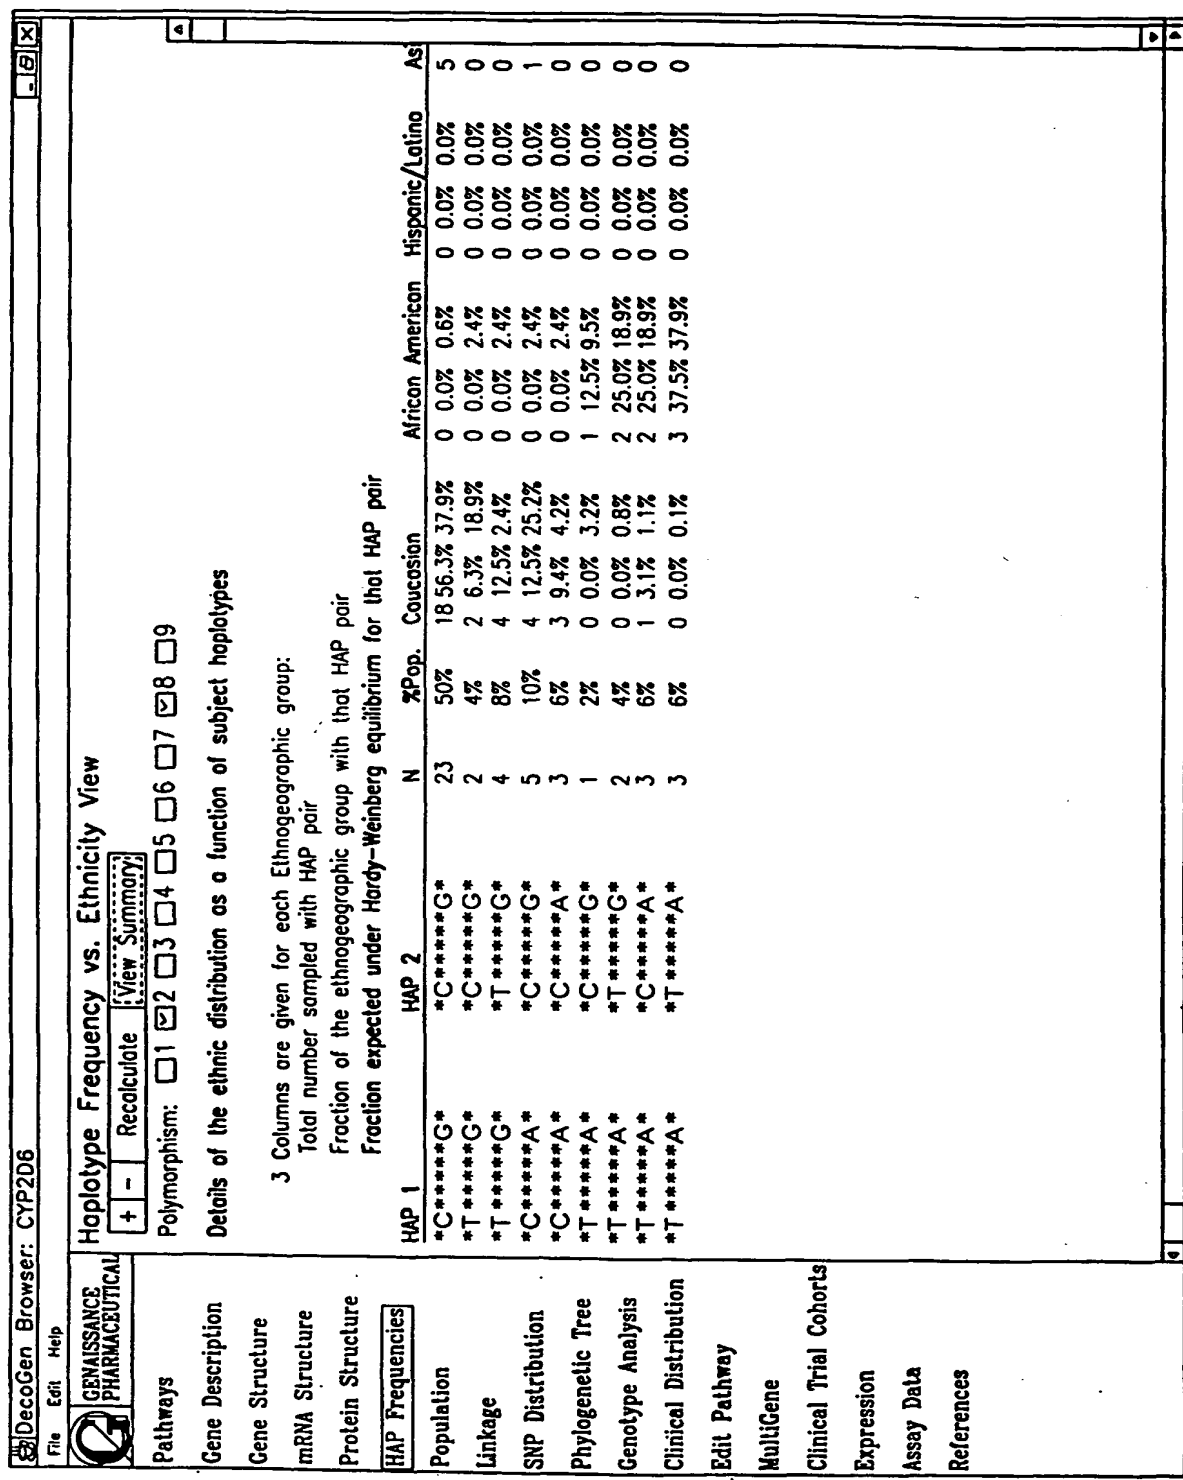 DecoGen Browser: CYP2D6
File Edit Help
GENAISSANCE
PHARMACEUTICAL
Pathways
Gene Description
Gene Structure
mRNA Structure
Protein Structure
HAP Frequencies
Population
Linkage
SNP Distribution
Phylogenetic Tree
Genotype Analysis
Clinical Distribution
Edit Pathway
MultiGene
Clinical Trial Cohorts
Expression
Assay Data
References
Haplotype Frequency vs. Ethnicity View
+ - Recalculate View Summary
Polymorphism: 1 2 3 4 5 6 7 8 9
Details of the ethnic distribution as a function of subject haplotypes
3 Columns are given for each Ethnogeographic group:
Total number sampled with HAP pair
Fraction of the ethnogeographic group with that HAP pair
Fraction expected under Hardy-Weinberg equilibrium for that HAP pair
HAP 1 HAP 2 N %Pop. Caucasian African American Hispanic/Latino Asi
*C*****G* *C*****G* 23 50% 18 56.3% 37.9% 0 0.0% 0.6% 0 0.0% 0.0% 5
*T*****G* *C*****G* 2 4% 2 6.3% 18.9% 0 0.0% 2.4% 0 0.0% 0.0% 0
*T*****G* *T*****G* 4 8% 4 12.5% 2.4% 0 0.0% 2.4% 0 0.0% 0.0% 0
*C*****A* *C*****G* 5 10% 4 12.5% 25.2% 0 0.0% 2.4% 0 0.0% 0.0% 1
*C*****A* *C*****A* 3 6% 3 9.4% 4.2% 0 0.0% 2.4% 0 0.0% 0.0% 0
*T*****A* *C*****G* 1 2% 0 0.0% 3.2% 1 12.5% 9.5% 0 0.0% 0.0% 0
*T*****A* *T*****G* 2 4% 0 0.0% 0.8% 2 25.0% 18.9% 0 0.0% 0.0% 0
*T*****A* *C*****A* 3 6% 1 3.1% 1.1% 2 25.0% 18.9% 0 0.0% 0.0% 0
*T*****A* *T*****A* 3 6% 0 0.0% 0.1% 3 37.5% 37.9% 0 0.0% 0.0% 0